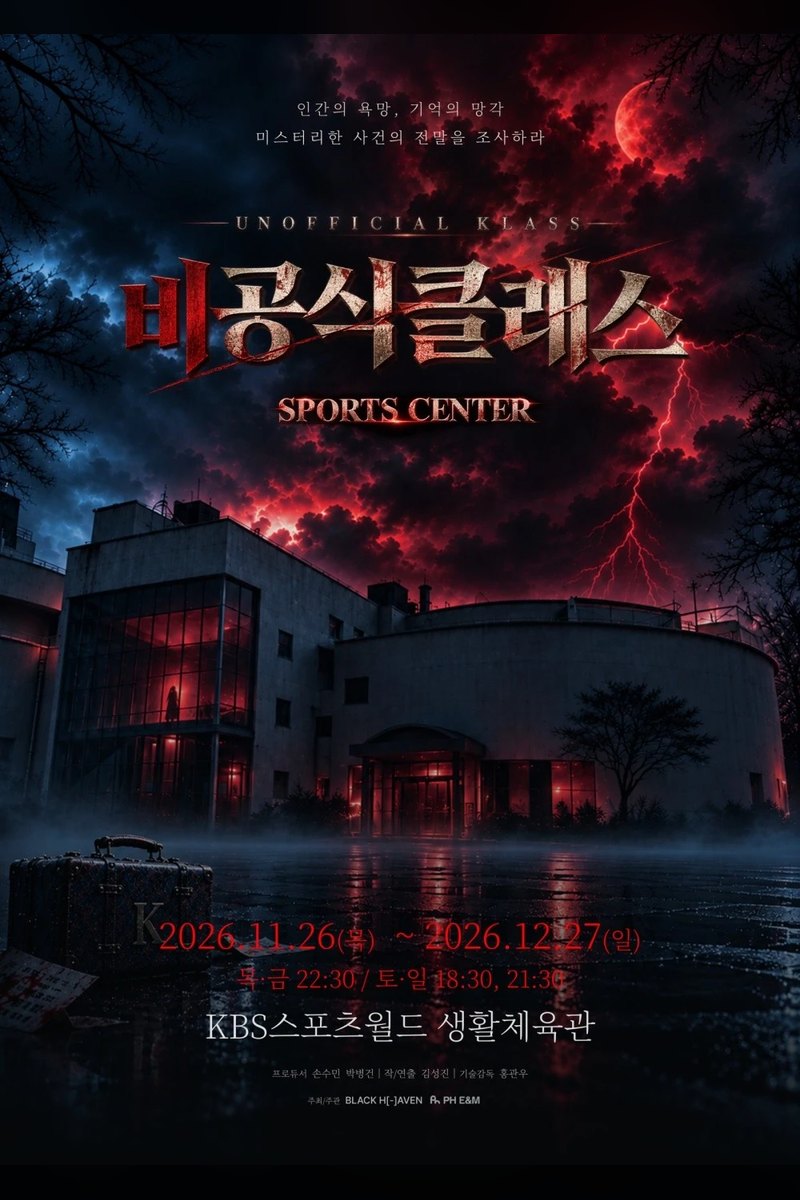 인간의 욕망, 기억의 망각
미스터리한 사건의 전말을 조사하라
UNOFFICIAL KLASS
비공식클래스
SPORTS CENTER
K
2026.11.26(목) ~ 2026.12.27(일)
목·금 22:30 / 토·일 18:30, 21:30
KBS스포츠월드 생활체육관
프로듀서 손수민 박병건 | 작/연출 김성진 | 기술감독 홍관우
주최/주관 BLACK H[-]AVEN PH E&M